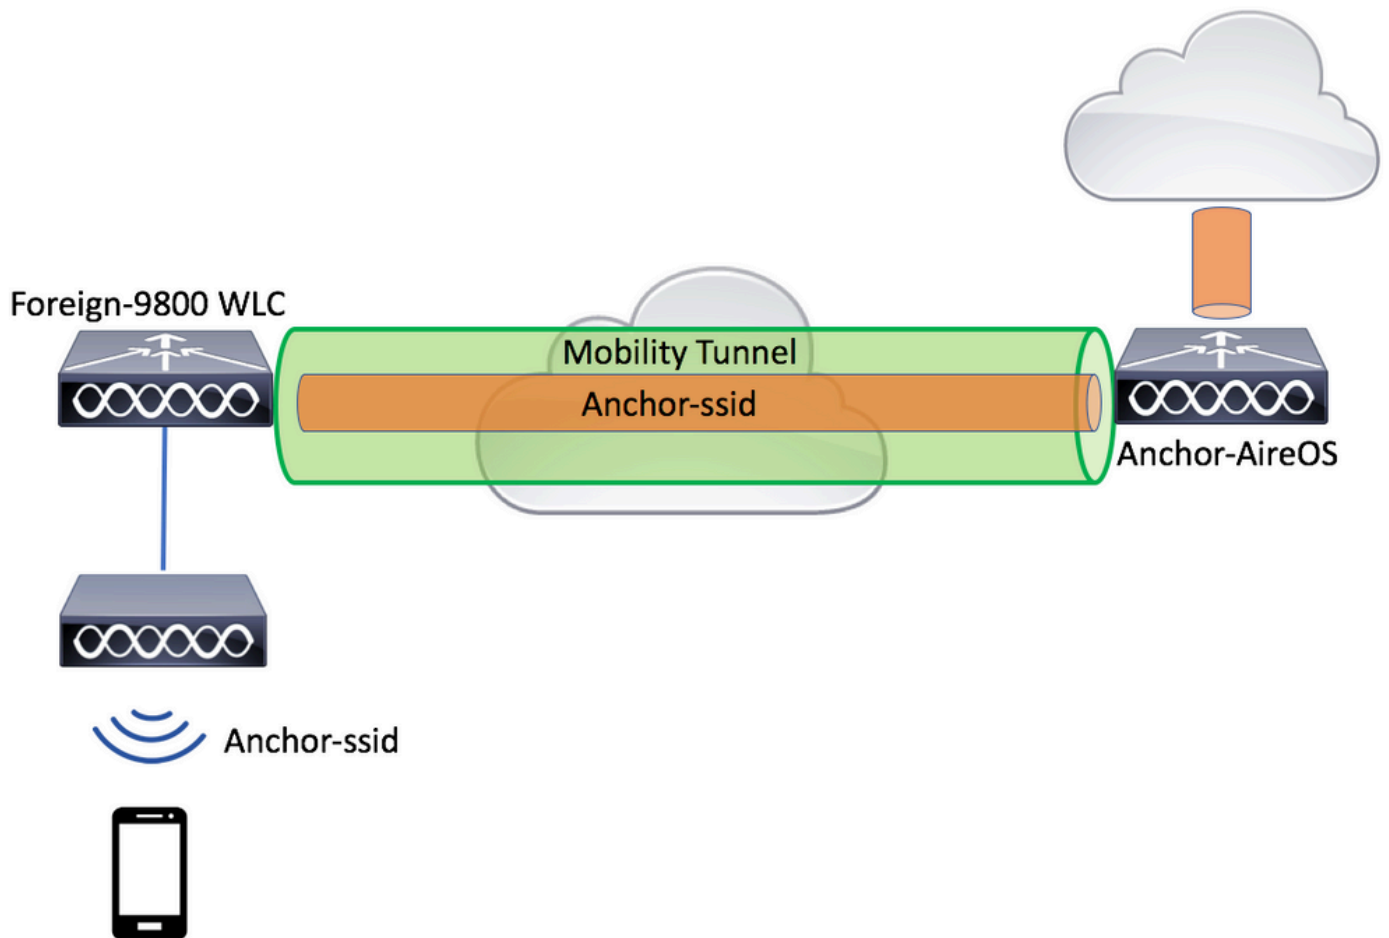 Foreign-9800 WLC
Mobility Tunnel
Anchor-ssid
Anchor-AireOS
Anchor-ssid